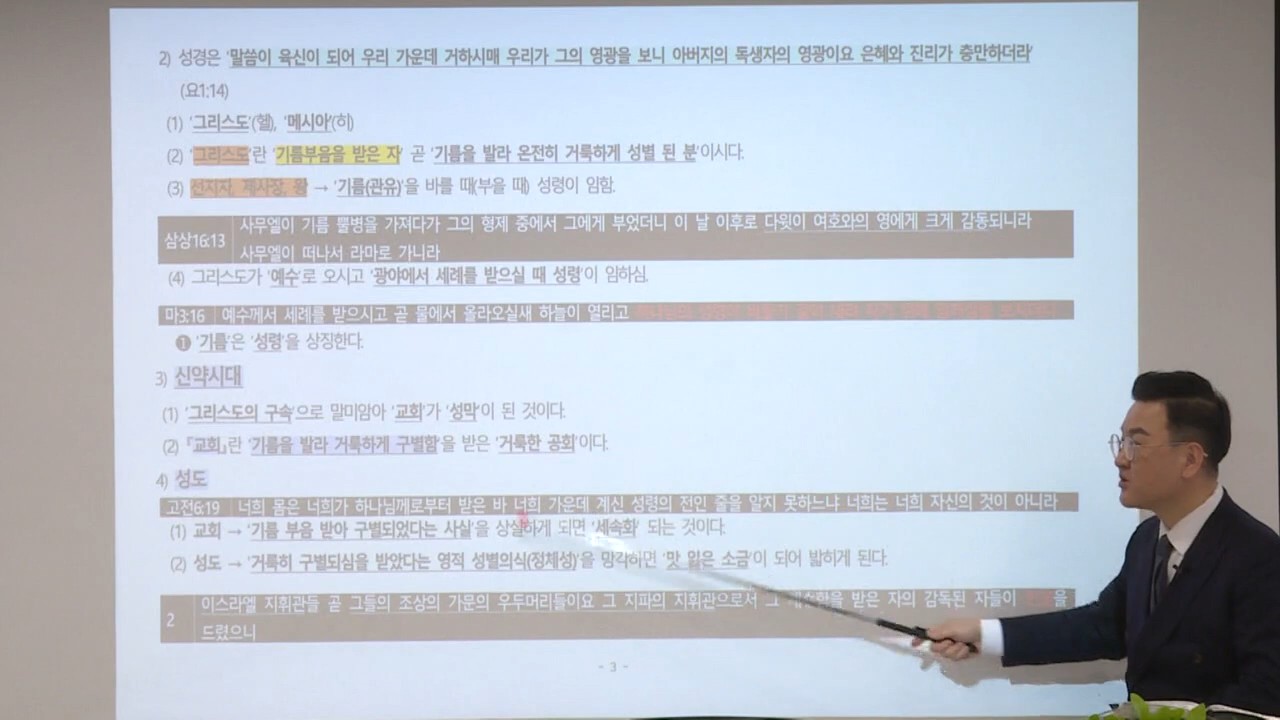 2) 성경은 '말씀이 육신이 되어 우리 가운데 거하시매 우리가 그의 영광을 보니 아버지의 독생자의 영광이요 은혜와 진리가 충만하더라'
(요1:14)
(1) '그리스도'(헬), '메시아'(히)
(2) '그리스도'란 '기름부음을 받은 자' 곧 '기름을 발라 온전히 거룩하게 성별 된 분'이시다.
(3) 선지자, 제사장, 왕 → '기름(관유)'을 바를 때(부을 때) 성령이 임함.
삼상16:13 사무엘이 기름 뿔병을 가져다가 그의 형제 중에서 그에게 부었더니 이 날 이후로 다윗이 여호와의 영에게 크게 감동되니라
사무엘이 떠나서 라마로 가니라
(4) 그리스도가 '예수'로 오시고 '광야에서 세례를 받으실 때 성령'이 임하심.
마3:16 예수께서 세례를 받으시고 곧 물에서 올라오실새 하늘이 열리고
❶ '기름'은 '성령'을 상징한다.
3) 신약시대
(1) '그리스도의 구속'으로 말미암아 '교회'가 '성막'이 된 것이다.
(2) 『교회』란 '기름을 발라 거룩하게 구별함'을 받은 '거룩한 공회'이다.
4) 성도
고전6:19 너희 몸은 너희가 하나님께로부터 받은 바 너희 가운데 계신 성령의 전인 줄을 알지 못하느냐 너희는 너희 자신의 것이 아니라
(1) 교회 → '기름 부음 받아 구별되었다는 사실'을 상실하게 되면 '세속화' 되는 것이다.
(2) 성도 → '거룩히 구별되심을 받았다는 영적 성별의식(정체성)'을 망각하면 '맛 잃은 소금'이 되어 밟히게 된다.
2 이스라엘 지휘관들 곧 그들의 조상의 가문의 우두머리들이요 그 지파의 지휘관으로서 그 받은 자의 감독된 자들이 을
드렸으니
- 3 -